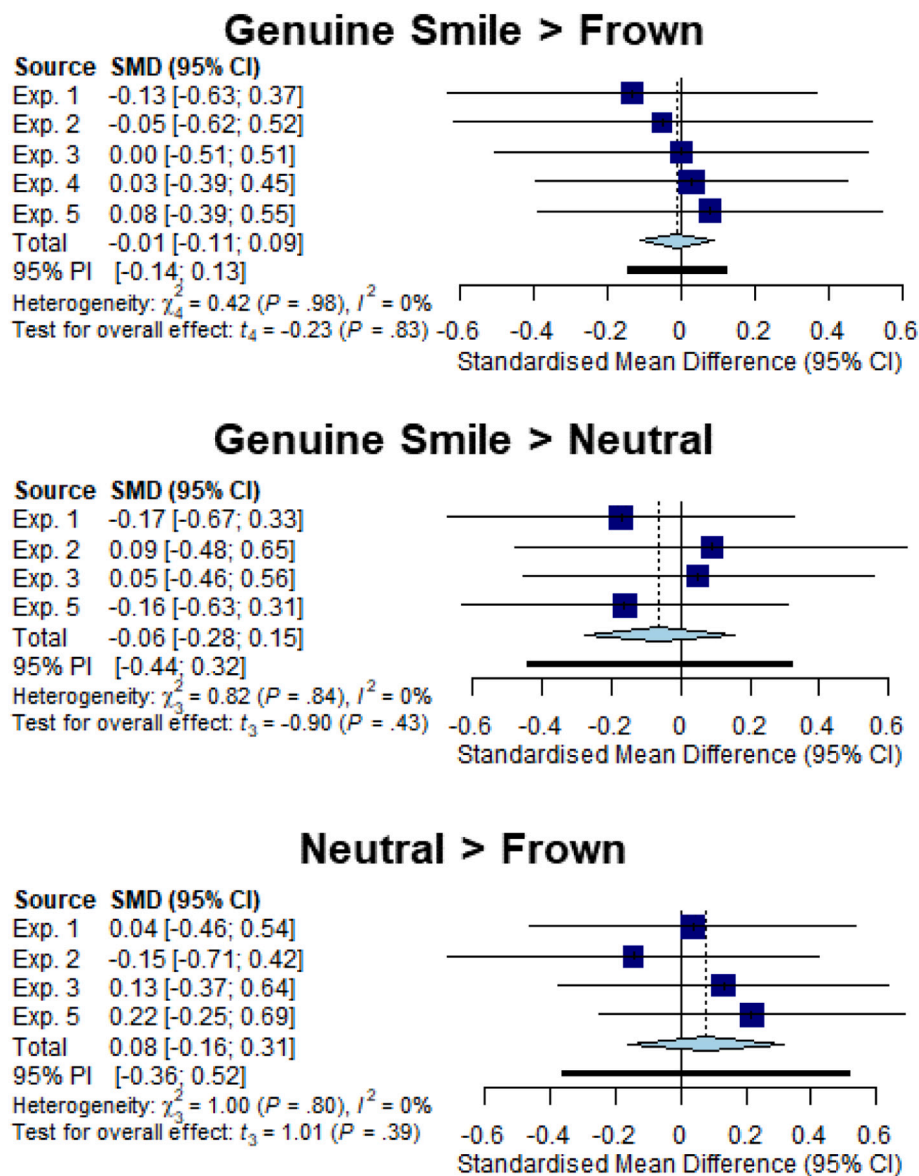 Genuine Smile > Frown
Source SMD (95% CI)
Exp. 1 -0.13 [-0.63; 0.37]
Exp. 2 -0.05 [-0.62; 0.52]
Exp. 3 0.00 [-0.51; 0.51]
Exp. 4 0.03 [-0.39; 0.45]
Exp. 5 0.08 [-0.39; 0.55]
Total -0.01 [-0.11; 0.09]
95% PI [-0.14; 0.13]
Heterogeneity: χ²₄ = 0.42 (P = .98), I² = 0%
Test for overall effect: t₄ = -0.23 (P = .83)
-0.6 -0.4 -0.2 0 0.2 0.4 0.6
Standardised Mean Difference (95% CI)
Genuine Smile > Neutral
Source SMD (95% CI)
Exp. 1 -0.17 [-0.67; 0.33]
Exp. 2 0.09 [-0.48; 0.65]
Exp. 3 0.05 [-0.46; 0.56]
Exp. 5 -0.16 [-0.63; 0.31]
Total -0.06 [-0.28; 0.15]
95% PI [-0.44; 0.32]
Heterogeneity: χ²₃ = 0.82 (P = .84), I² = 0%
Test for overall effect: t₃ = -0.90 (P = .43)
-0.6 -0.4 -0.2 0 0.2 0.4 0.6
Standardised Mean Difference (95% CI)
Neutral > Frown
Source SMD (95% CI)
Exp. 1 0.04 [-0.46; 0.54]
Exp. 2 -0.15 [-0.71; 0.42]
Exp. 3 0.13 [-0.37; 0.64]
Exp. 5 0.22 [-0.25; 0.69]
Total 0.08 [-0.16; 0.31]
95% PI [-0.36; 0.52]
Heterogeneity: χ²₃ = 1.00 (P = .80), I² = 0%
Test for overall effect: t₃ = 1.01 (P = .39)
-0.6 -0.4 -0.2 0 0.2 0.4 0.6
Standardised Mean Difference (95% CI)